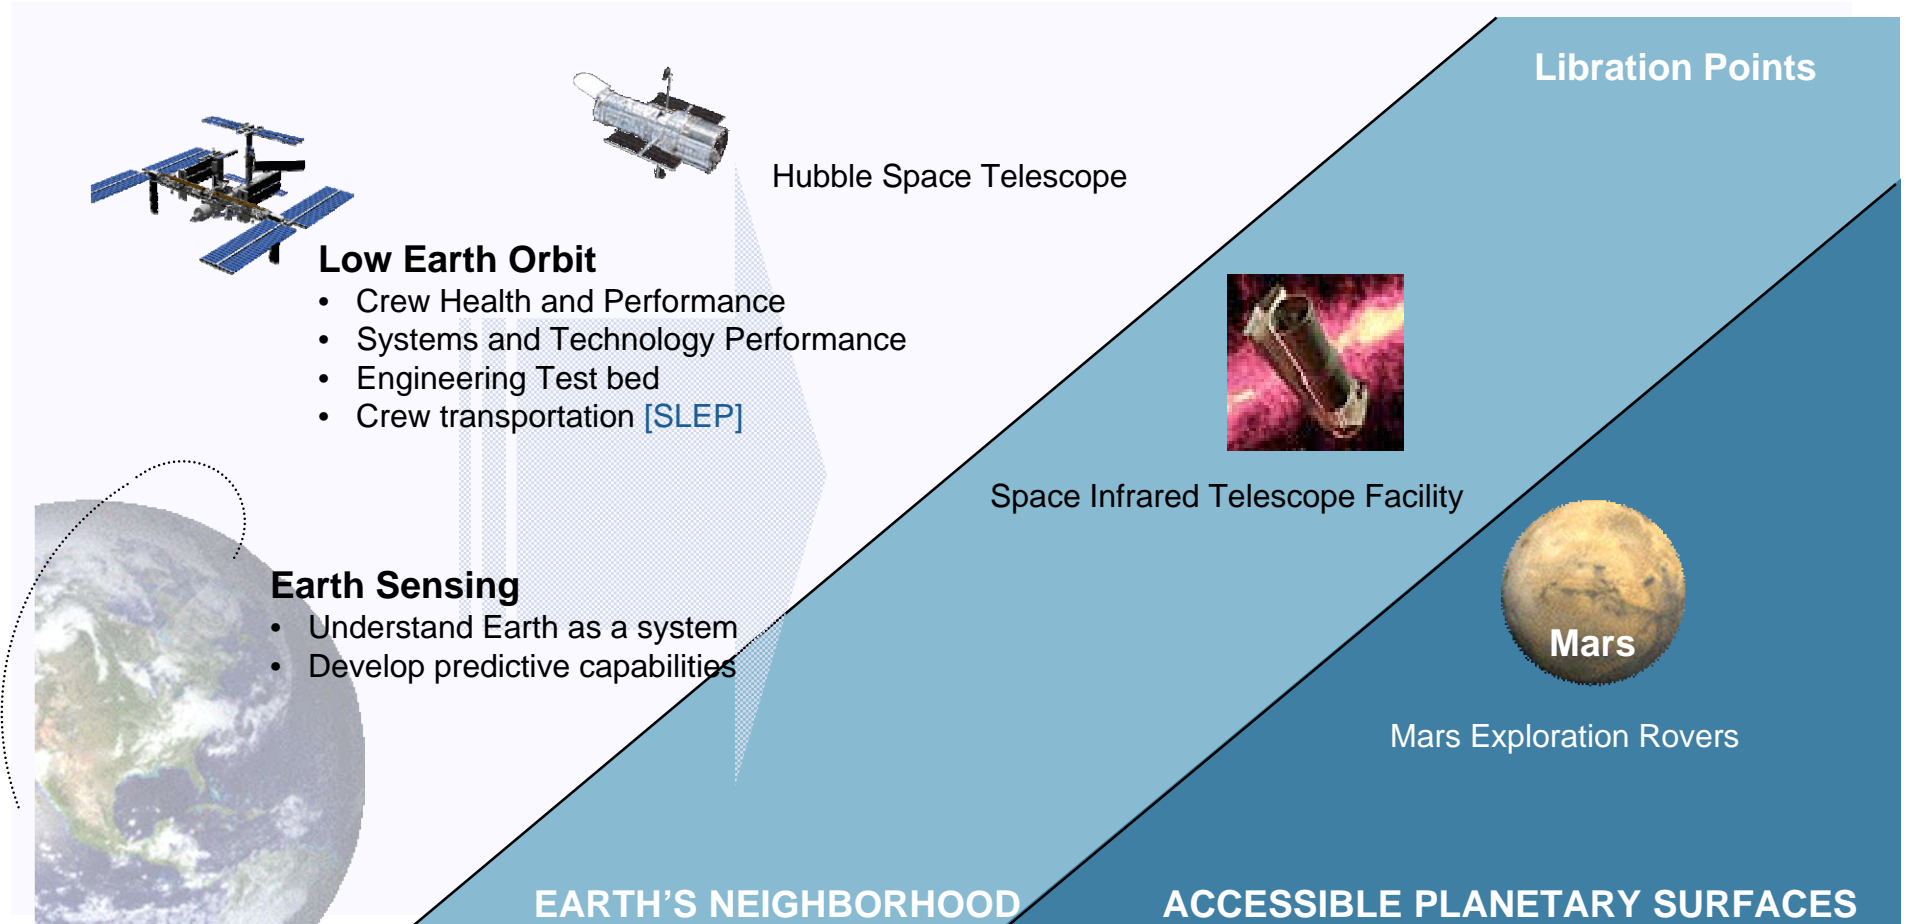 Libration Points
Hubble Space Telescope
Low Earth Orbit
• Crew Health and Performance
• Systems and Technology Performance
• Engineering Test bed
• Crew transportation [SLEP]
Space Infrared Telescope Facility
Earth Sensing
• Understand Earth as a system
• Develop predictive capabilities
Mars
Mars Exploration Rovers
EARTH’S NEIGHBORHOOD
ACCESSIBLE PLANETARY SURFACES